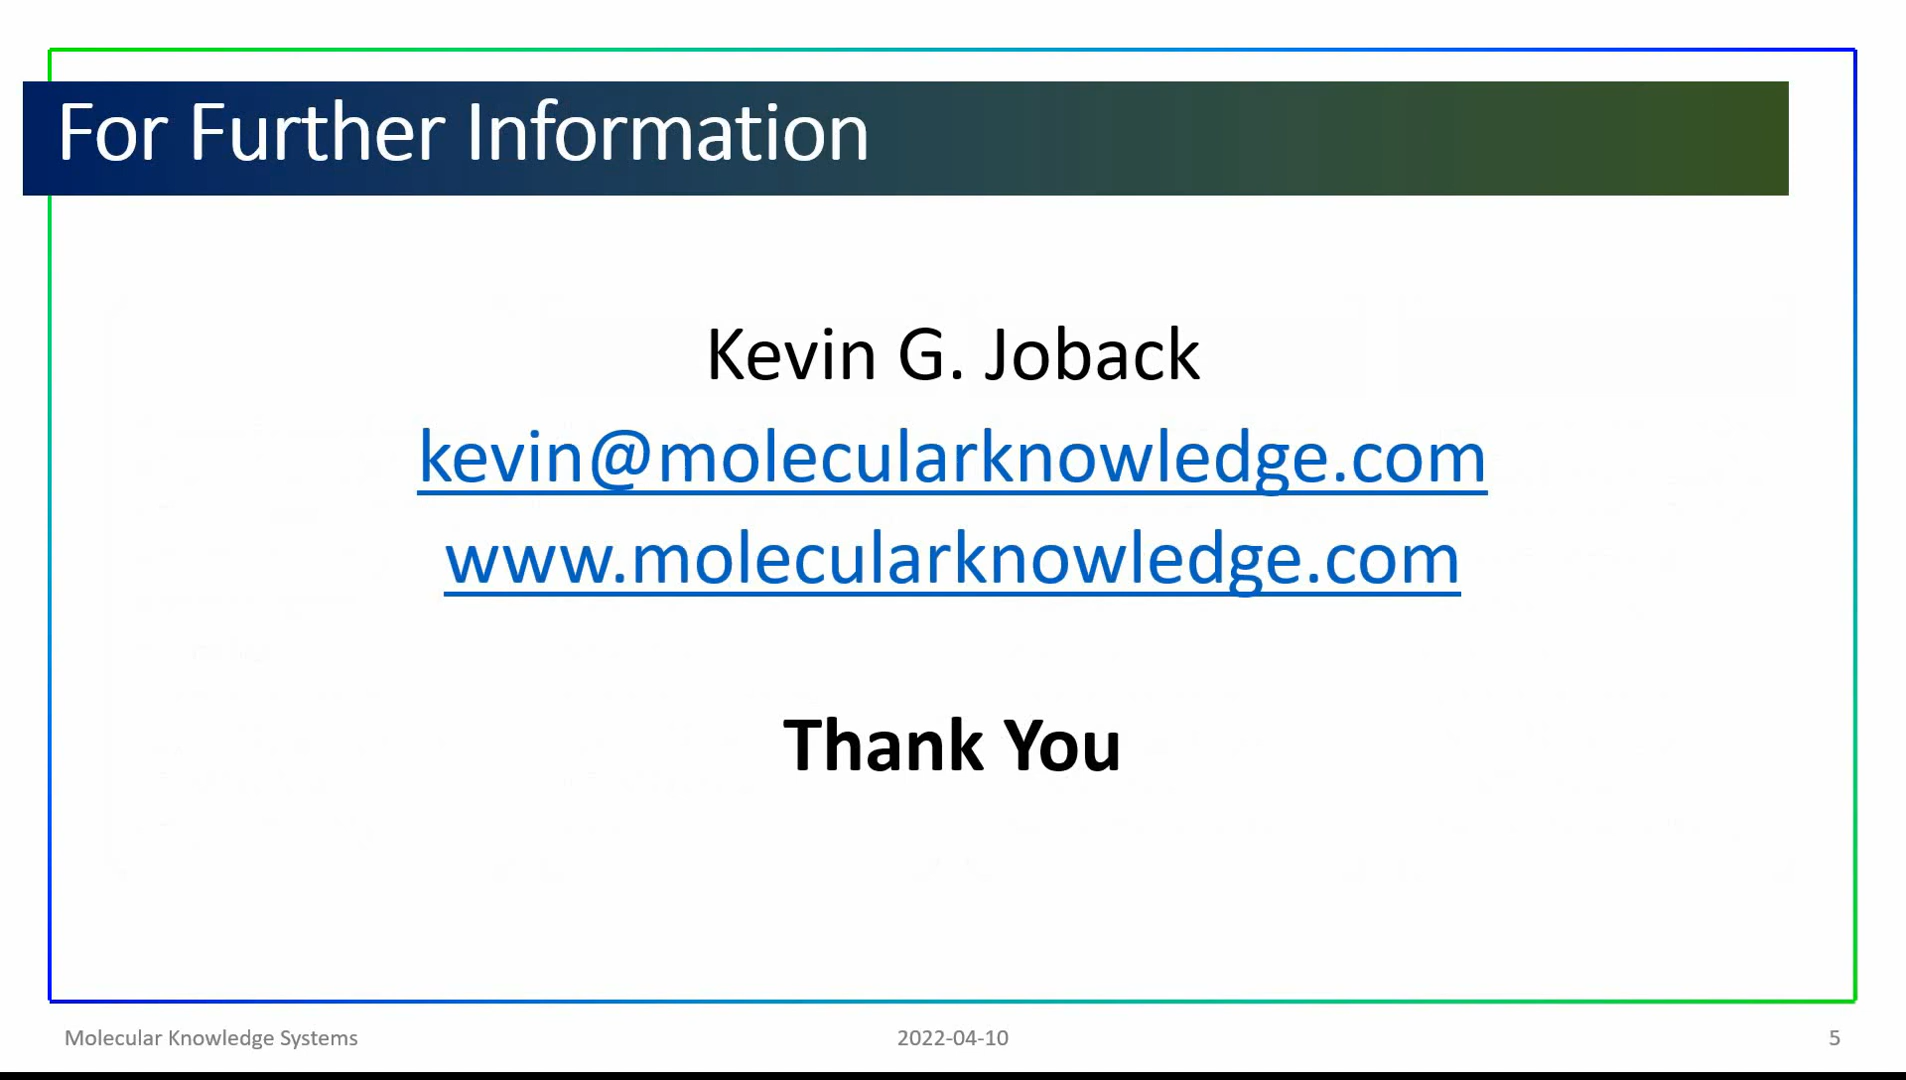 For Further Information
Kevin G. Joback
kevin@molecularknowledge.com
www.molecularknowledge.com
Thank You
Molecular Knowledge Systems
2022-04-10
5